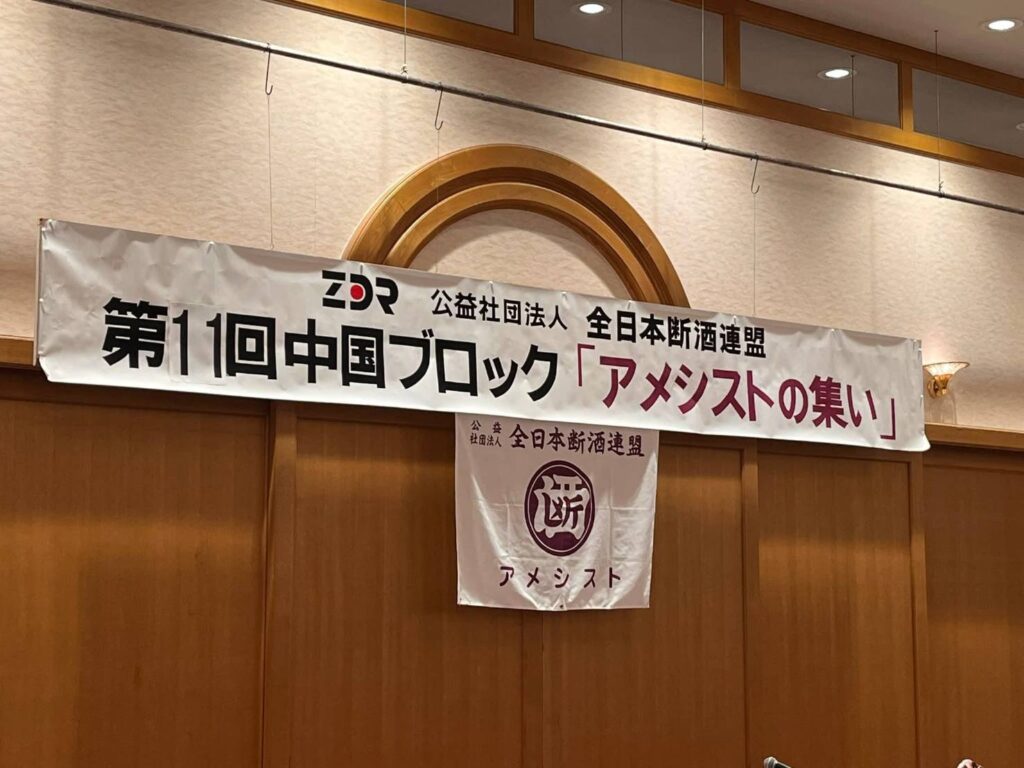 ZDR 公益社団法人 全日本断酒連盟
第11回中国ブロック「アメシストの集い」
公益
社団法人 全日本断酒連盟
断酒
アメシスト